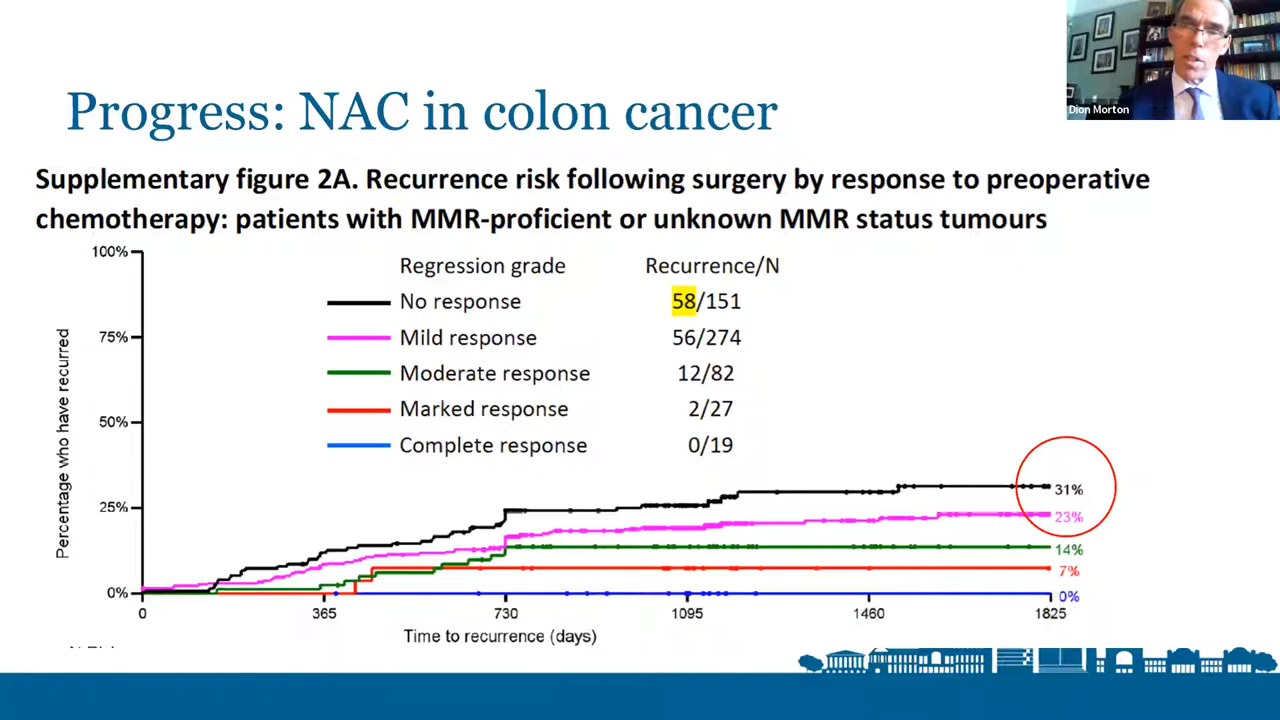 Dion Morton
Progress: NAC in colon cancer
Supplementary figure 2A. Recurrence risk following surgery by response to preoperative
chemotherapy: patients with MMR-proficient or unknown MMR status tumours
Regression grade Recurrence/N
No response 58/151
Mild response 56/274
Moderate response 12/82
Marked response 2/27
Complete response 0/19
Percentage who have recurred
100%
75%
50%
25%
0%
31%
23%
14%
7%
0%
0 365 730 1095 1460 1825
Time to recurrence (days)